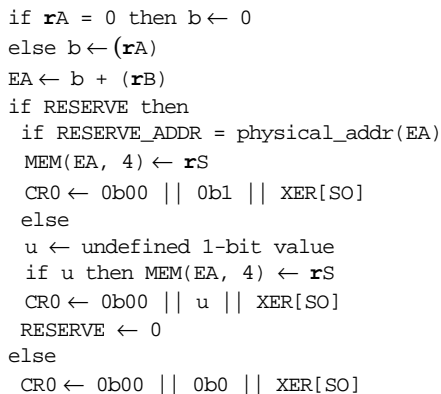 if rA = 0 then b ← 0
else b ← (rA)
EA ← b + (rB)
if RESERVE then
if RESERVE_ADDR = physical_addr(EA)
MEM(EA, 4) ← rS
CR0 ← 0b00 || 0b1 || XER[SO]
else
u ← undefined 1-bit value
if u then MEM(EA, 4) ← rS
CR0 ← 0b00 || u || XER[SO]
RESERVE ← 0
else
CR0 ← 0b00 || 0b0 || XER[SO]